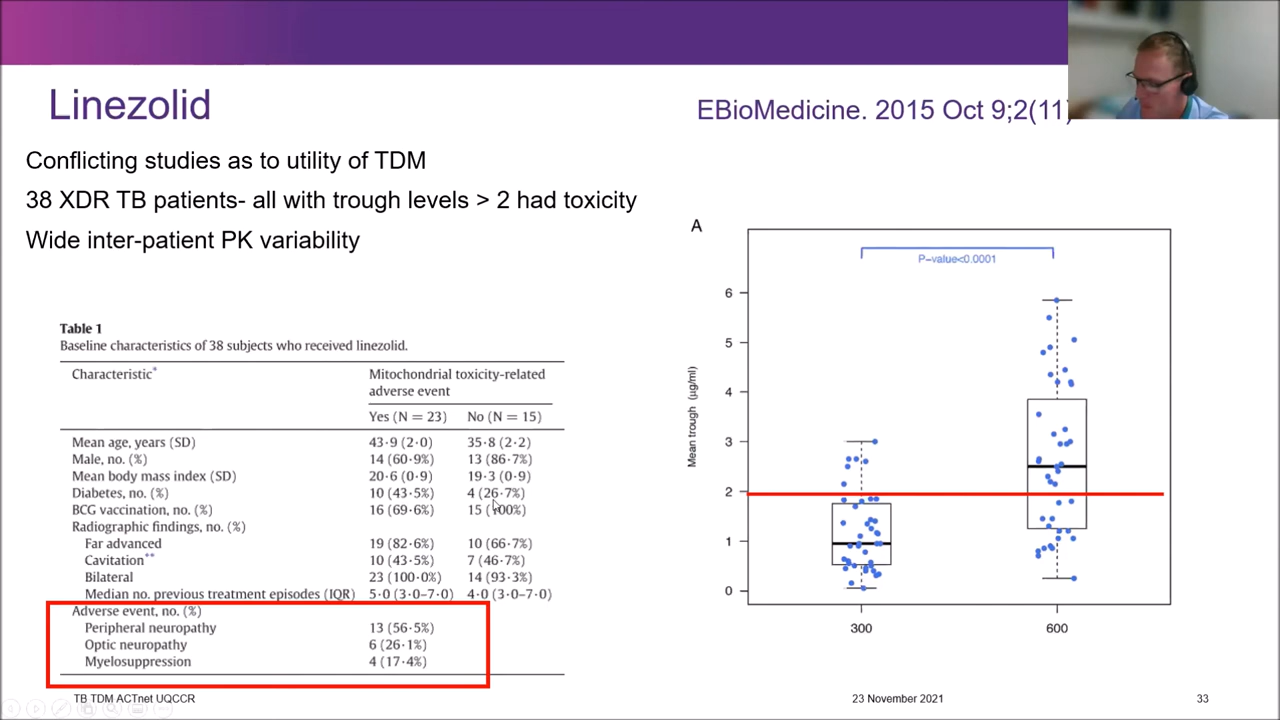 Linezolid
EBioMedicine. 2015 Oct 9;2(11)
Conflicting studies as to utility of TDM
38 XDR TB patients- all with trough levels > 2 had toxicity
Wide inter-patient PK variability
Table 1
Baseline characteristics of 38 subjects who received linezolid.
Characteristic* Mitochondrial toxicity-related
adverse event
Yes (N = 23) No (N = 15)
Mean age, years (SD) 43·9 (2·0) 35·8 (2·2)
Male, no. (%) 14 (60·9%) 13 (86·7%)
Mean body mass index (SD) 20·6 (0·9) 19·3 (0·9)
Diabetes, no. (%) 10 (43·5%) 4 (26·7%)
BCG vaccination, no. (%) 16 (69·6%) 15 (100%)
Radiographic findings, no. (%)
Far advanced 19 (82·6%) 10 (66·7%)
Cavitation** 10 (43·5%) 7 (46·7%)
Bilateral 23 (100·0%) 14 (93·3%)
Median no. previous treatment episodes (IQR) 5·0 (3·0–7·0) 4·0 (3·0–7·0)
Adverse event, no. (%)
Peripheral neuropathy 13 (56·5%)
Optic neuropathy 6 (26·1%)
Myelosuppression 4 (17·4%)
A
P-value<0.0001
Mean trough (µg/ml)
6
5
4
3
2
1
0
300 600
TB TDM ACTnet UQCCR
23 November 2021
33